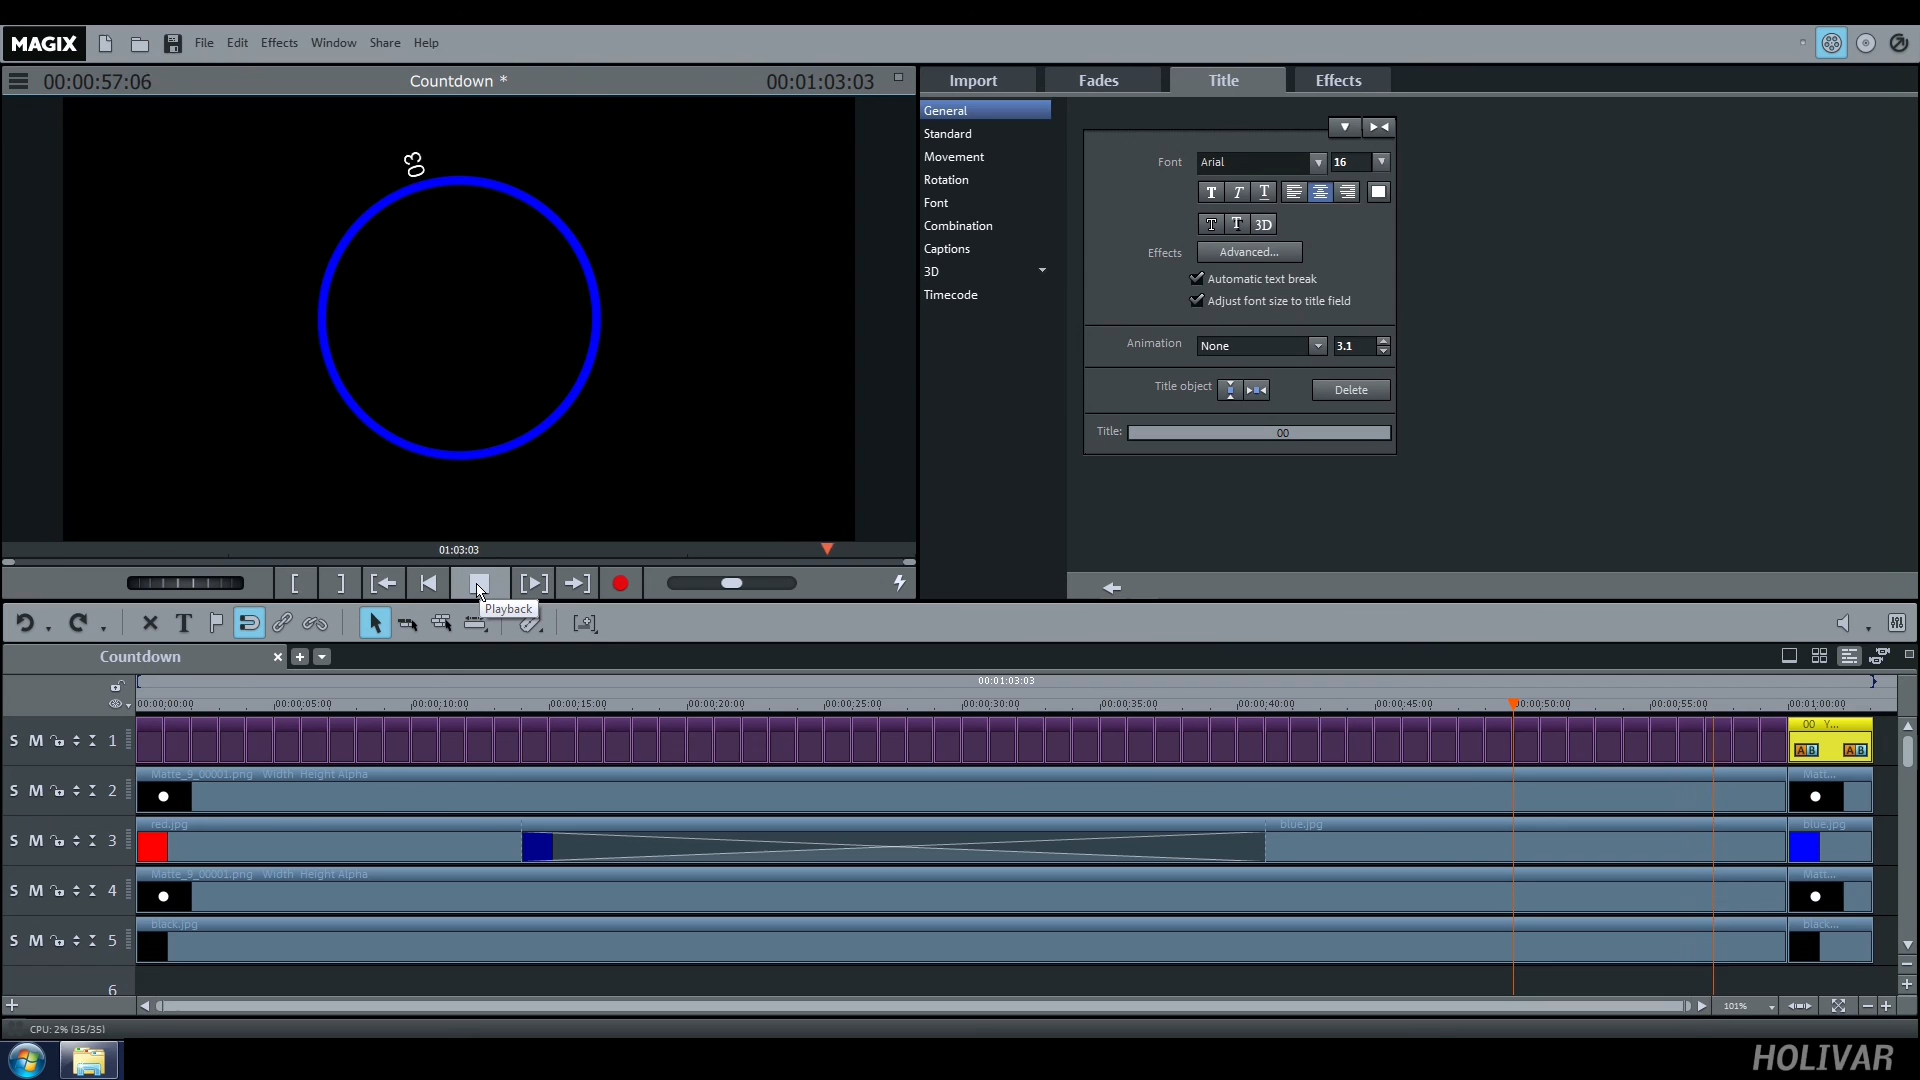 MAGIX File Edit Effects Window Share Help
00:00:57:06 Countdown * 00:01:03:03
Import Fades Title Effects
General
Standard
Movement
Rotation
Font
Combination
Captions
3D
Timecode
Font Arial 16
T T T
T T 3D
Effects Advanced...
Automatic text break
Adjust font size to title field
Animation None 3.1
Title object Delete
Title: 00
03
01:03:03
Playback
T
Countdown
00:01:03:03
00:00:00:00 00:00:05:00 00:00:10:00 00:00:15:00 00:00:20:00 00:00:25:00 00:00:30:00 00:00:35:00 00:00:40:00 00:00:45:00 00:00:50:00 00:00:55:00 00:01:00:00
S M 1 00 Y... AB AB
Matte_9_00001.png Width Height Alpha Matt...
S M 2
red.jpg blue.jpg blue.jpg
S M 3
Matte_9_00001.png Width Height Alpha Matt...
S M 4
black.jpg black...
S M 5
6
101%
CPU: 2% (35/35)
HOLIVAR